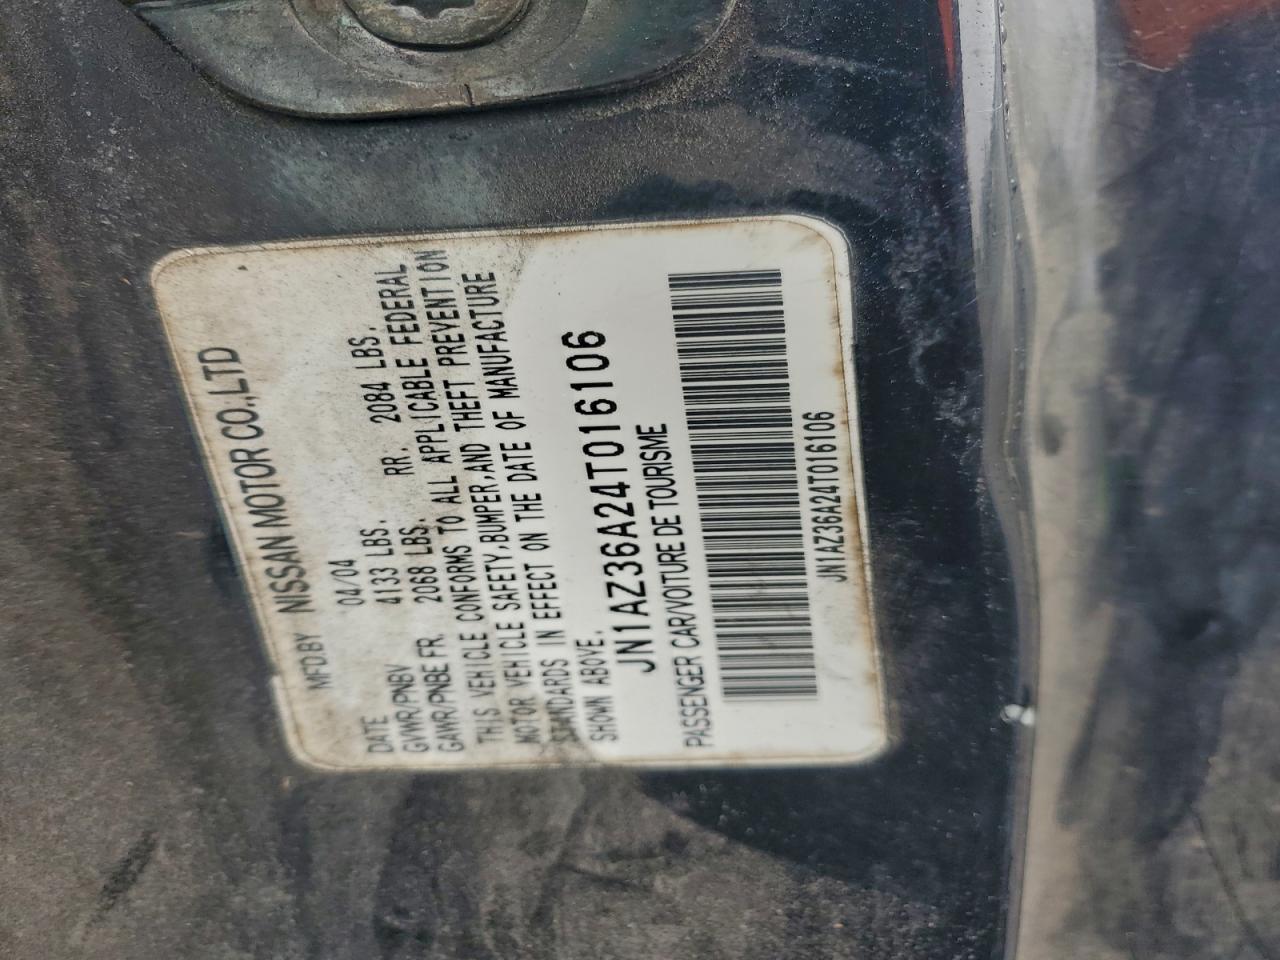 MFD BY NISSAN MOTOR CO.,LTD
DATE 04/04
GVWR/PNBV 4133 LBS.
GAWR/PNBE FR. 2068 LBS. RR. 2084 LBS.
THIS VEHICLE CONFORMS TO ALL APPLICABLE FEDERAL
MOTOR VEHICLE SAFETY,BUMPER,AND THEFT PREVENTION
STANDARDS IN EFFECT ON THE DATE OF MANUFACTURE
SHOWN ABOVE.
JN1AZ36A24T016106
PASSENGER CAR/VOITURE DE TOURISME
JN1AZ36A24T016106